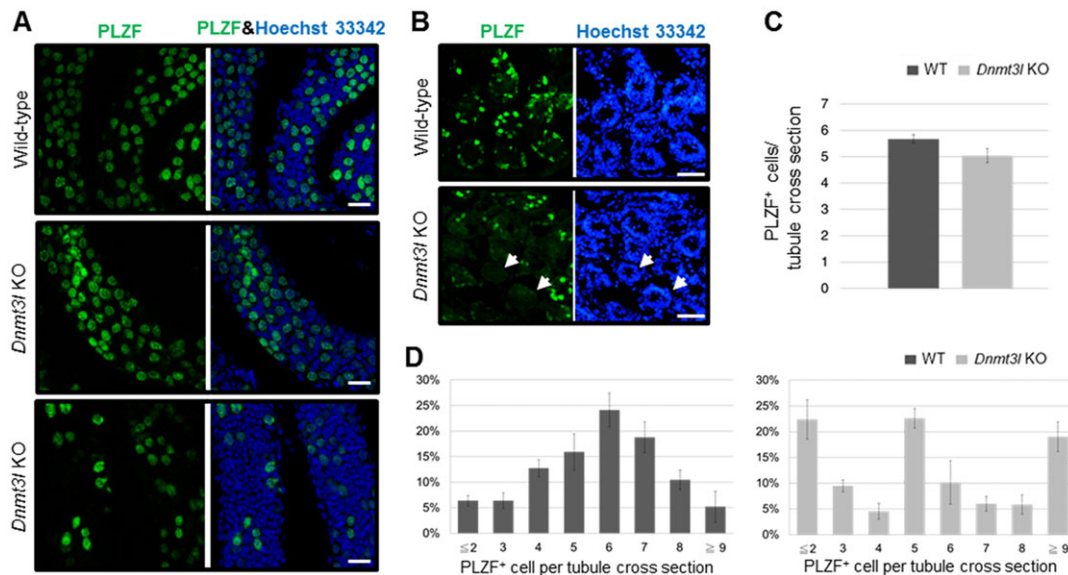 A
PLZF
PLZF&Hoechst 33342
Wild-type
Dnmt3l KO
Dnmt3l KO
B
PLZF
Hoechst 33342
Wild-type
Dnmt3l KO
C
WT
Dnmt3l KO
PLZF⁺ cells/
tubule cross section
7
6
5
4
3
2
1
0
D
30%
25%
20%
15%
10%
5%
0%
≦2 3 4 5 6 7 8 ≧9
PLZF⁺ cell per tubule cross section
WT
Dnmt3l KO
30%
25%
20%
15%
10%
5%
0%
≦2 3 4 5 6 7 8 ≧9
PLZF⁺ cell per tubule cross section